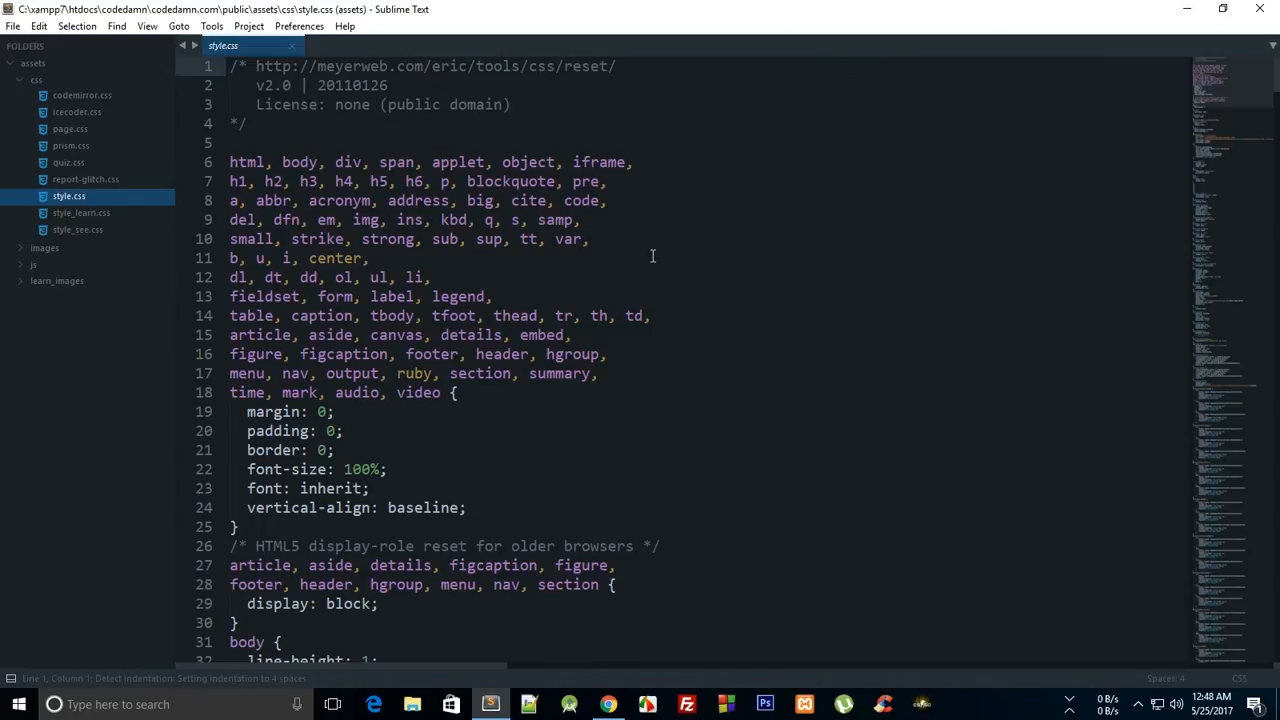 C:\xampp7\htdocs\codedamn\codedamn.com\public\assets\css\style.css (assets) - Sublime Text
File Edit Selection Find View Goto Tools Project Preferences Help
FOLDERS
assets
css
codemirror.css
icecoder.css
page.css
prism.css
quiz.css
report-glitch.css
style.css
style_learn.css
style_see.css
images
js
learn_images
style.css
1 /* http://meyerweb.com/eric/tools/css/reset/
2 v2.0 | 20110126
3 License: none (public domain)
4 */
5
6 html, body, div, span, applet, object, iframe,
7 h1, h2, h3, h4, h5, h6, p, blockquote, pre,
8 a, abbr, acronym, address, big, cite, code,
9 del, dfn, em, img, ins, kbd, q, s, samp,
10 small, strike, strong, sub, sup, tt, var,
11 b, u, i, center,
12 dl, dt, dd, ol, ul, li,
13 fieldset, form, label, legend,
14 table, caption, tbody, tfoot, thead, tr, th, td,
15 article, aside, canvas, details, embed,
16 figure, figcaption, footer, header, hgroup,
17 menu, nav, output, ruby, section, summary,
18 time, mark, audio, video {
19 margin: 0;
20 padding: 0;
21 border: 0;
22 font-size: 100%;
23 font: inherit;
24 vertical-align: baseline;
25 }
26 /* HTML5 display-role reset for older browsers */
27 article, aside, details, figcaption, figure,
28 footer, header, hgroup, menu, nav, section {
29 display: block;
30 }
31 body {
32 line-height: 1;
Line 1, Column 1; Detect Indentation: Setting indentation to 4 spaces
Spaces: 4
CSS
Type here to search
0 B/s
0 B/s
12:48 AM
5/25/2017